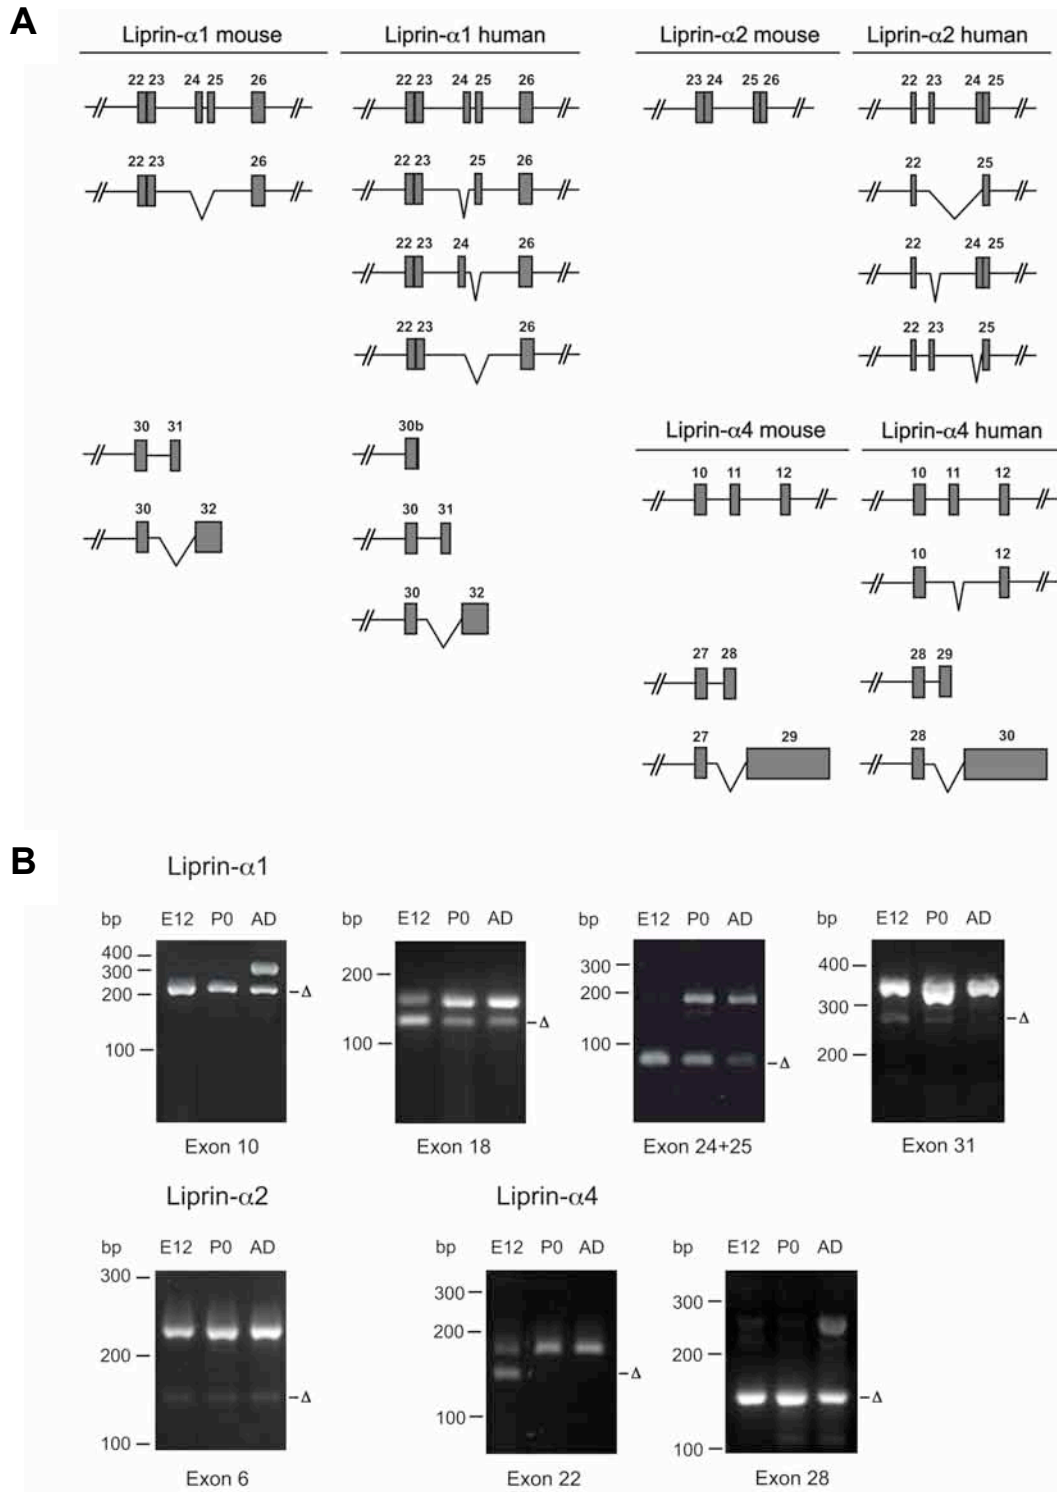 A
Liprin-α1 mouse
Liprin-α1 human
Liprin-α2 mouse
Liprin-α2 human
22 23 24 25 26
22 23 24 25 26
23 24 25 26
22 23 24 25
22 23 26
22 23 25 26
22 25
22 23 24 26
22 24 25
22 23 26
22 23 25
30 31
30b
Liprin-α4 mouse
Liprin-α4 human
10 11 12
10 11 12
30 32
30 31
10 12
30 32
27 28
28 29
27 29
28 30
B
Liprin-α1
bp E12 P0 AD
400
300
200
100
-Δ
Exon 10
bp E12 P0 AD
200
100
-Δ
Exon 18
bp E12 P0 AD
300
200
100
-Δ
Exon 24+25
bp E12 P0 AD
400
300
200
-Δ
Exon 31
Liprin-α2
bp E12 P0 AD
300
200
100
-Δ
Exon 6
Liprin-α4
bp E12 P0 AD
300
200
100
-Δ
Exon 22
bp E12 P0 AD
300
200
100
-Δ
Exon 28